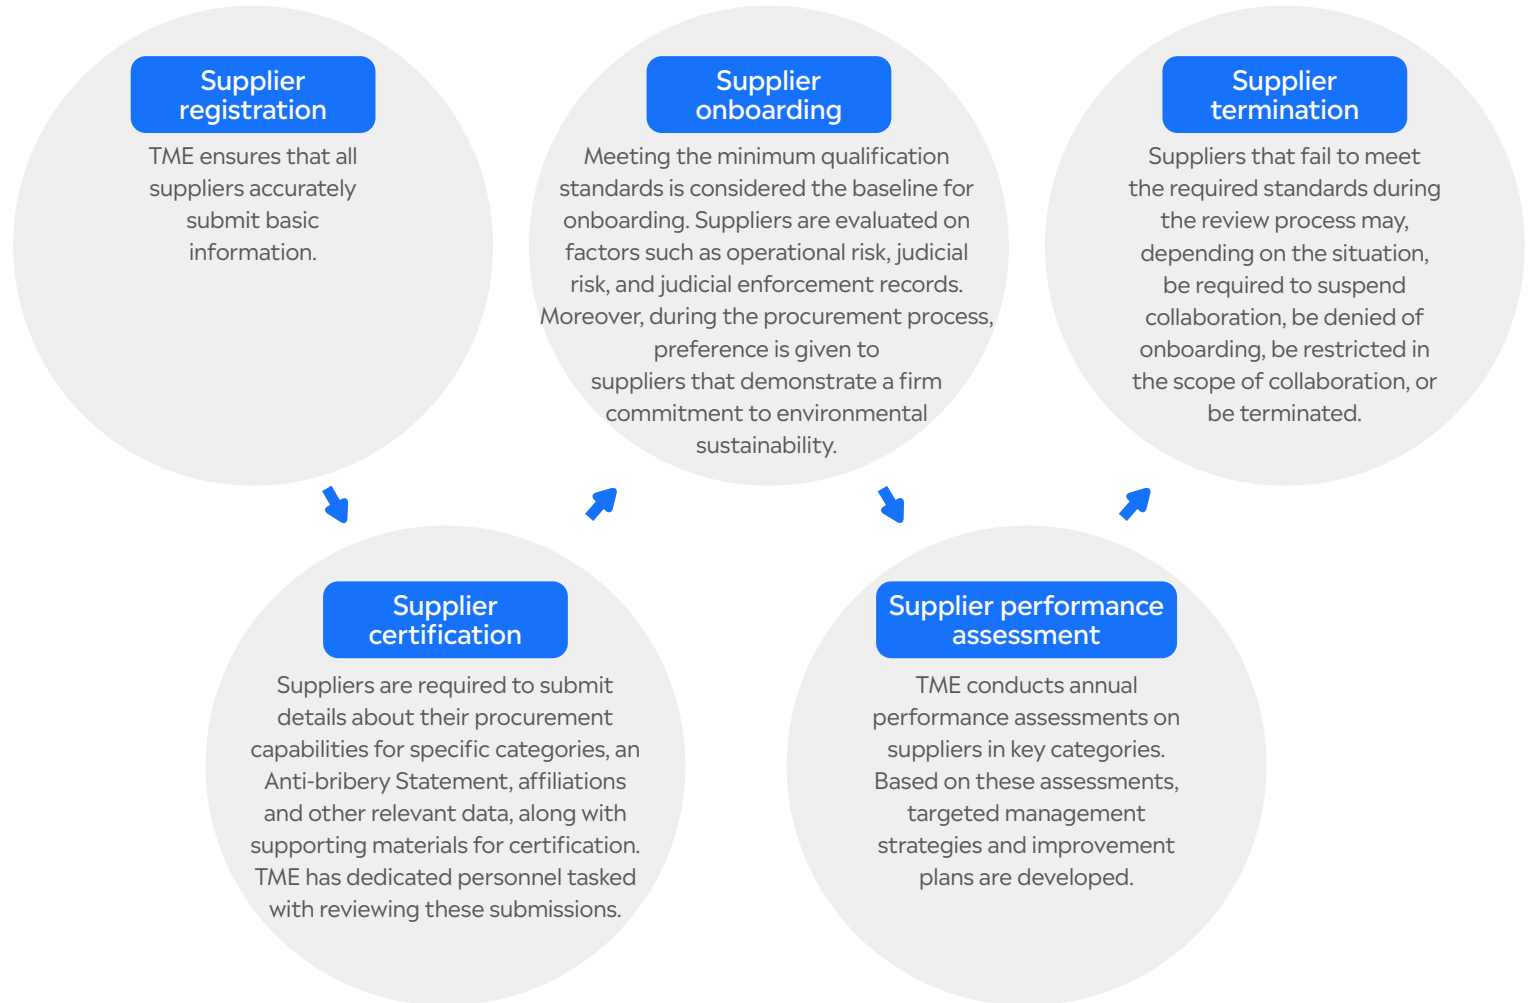 Supplier
registration
TME ensures that all
suppliers accurately
submit basic
information.
Supplier
certification
Suppliers are required to submit
details about their procurement
capabilities for specific categories, an
Anti-bribery Statement, affiliations
and other relevant data, along with
supporting materials for certification.
TME has dedicated personnel tasked
with reviewing these submissions.
Supplier
onboarding
Meeting the minimum qualification
standards is considered the baseline for
onboarding. Suppliers are evaluated on
factors such as operational risk, judicial
risk, and judicial enforcement records.
Moreover, during the procurement process,
preference is given to
suppliers that demonstrate a firm
commitment to environmental
sustainability.
Supplier performance
assessment
TME conducts annual
performance assessments on
suppliers in key categories.
Based on these assessments,
targeted management
strategies and improvement
plans are developed.
Supplier
termination
Suppliers that fail to meet
the required standards during
the review process may,
depending on the situation,
be required to suspend
collaboration, be denied of
onboarding, be restricted in
the scope of collaboration, or
be terminated.